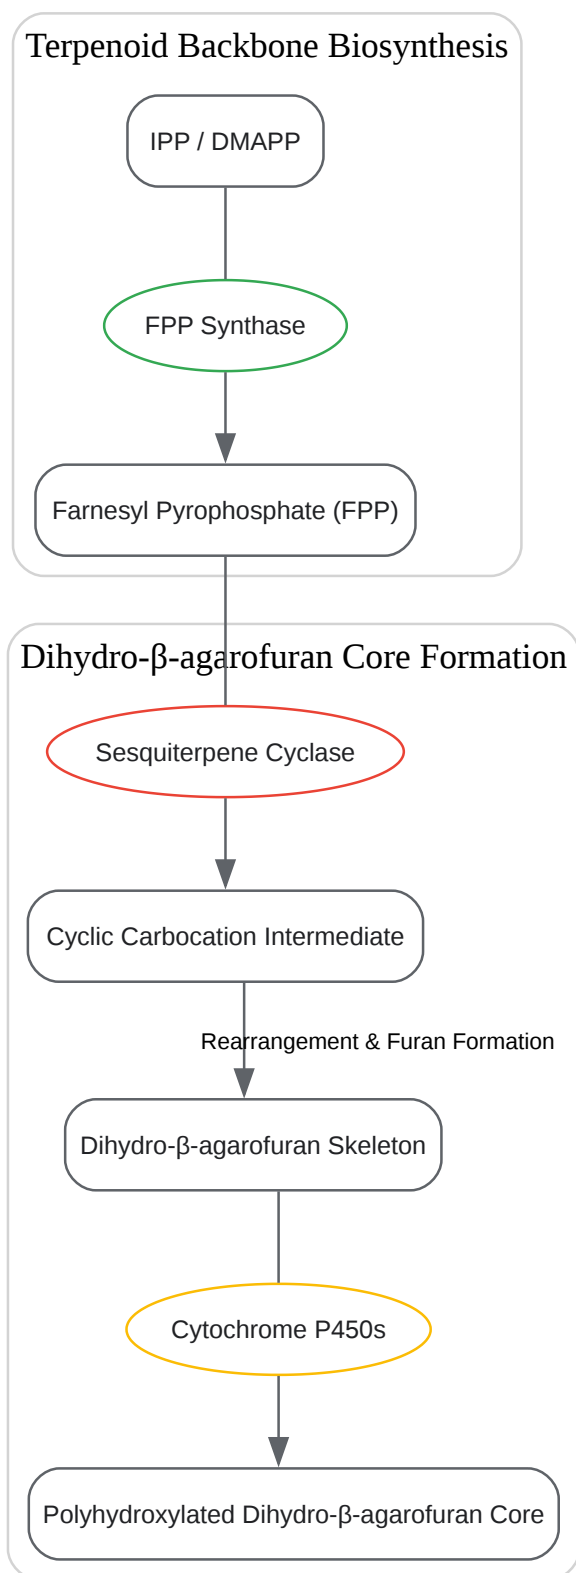 Terpenoid Backbone Biosynthesis
IPP / DMAPP
FPP Synthase
Farnesyl Pyrophosphate (FPP)
Dihydro-β-agarofuran Core Formation
Sesquiterpene Cyclase
Cyclic Carbocation Intermediate
Rearrangement & Furan Formation
Dihydro-β-agarofuran Skeleton
Cytochrome P450s
Polyhydroxylated Dihydro-β-agarofuran Core